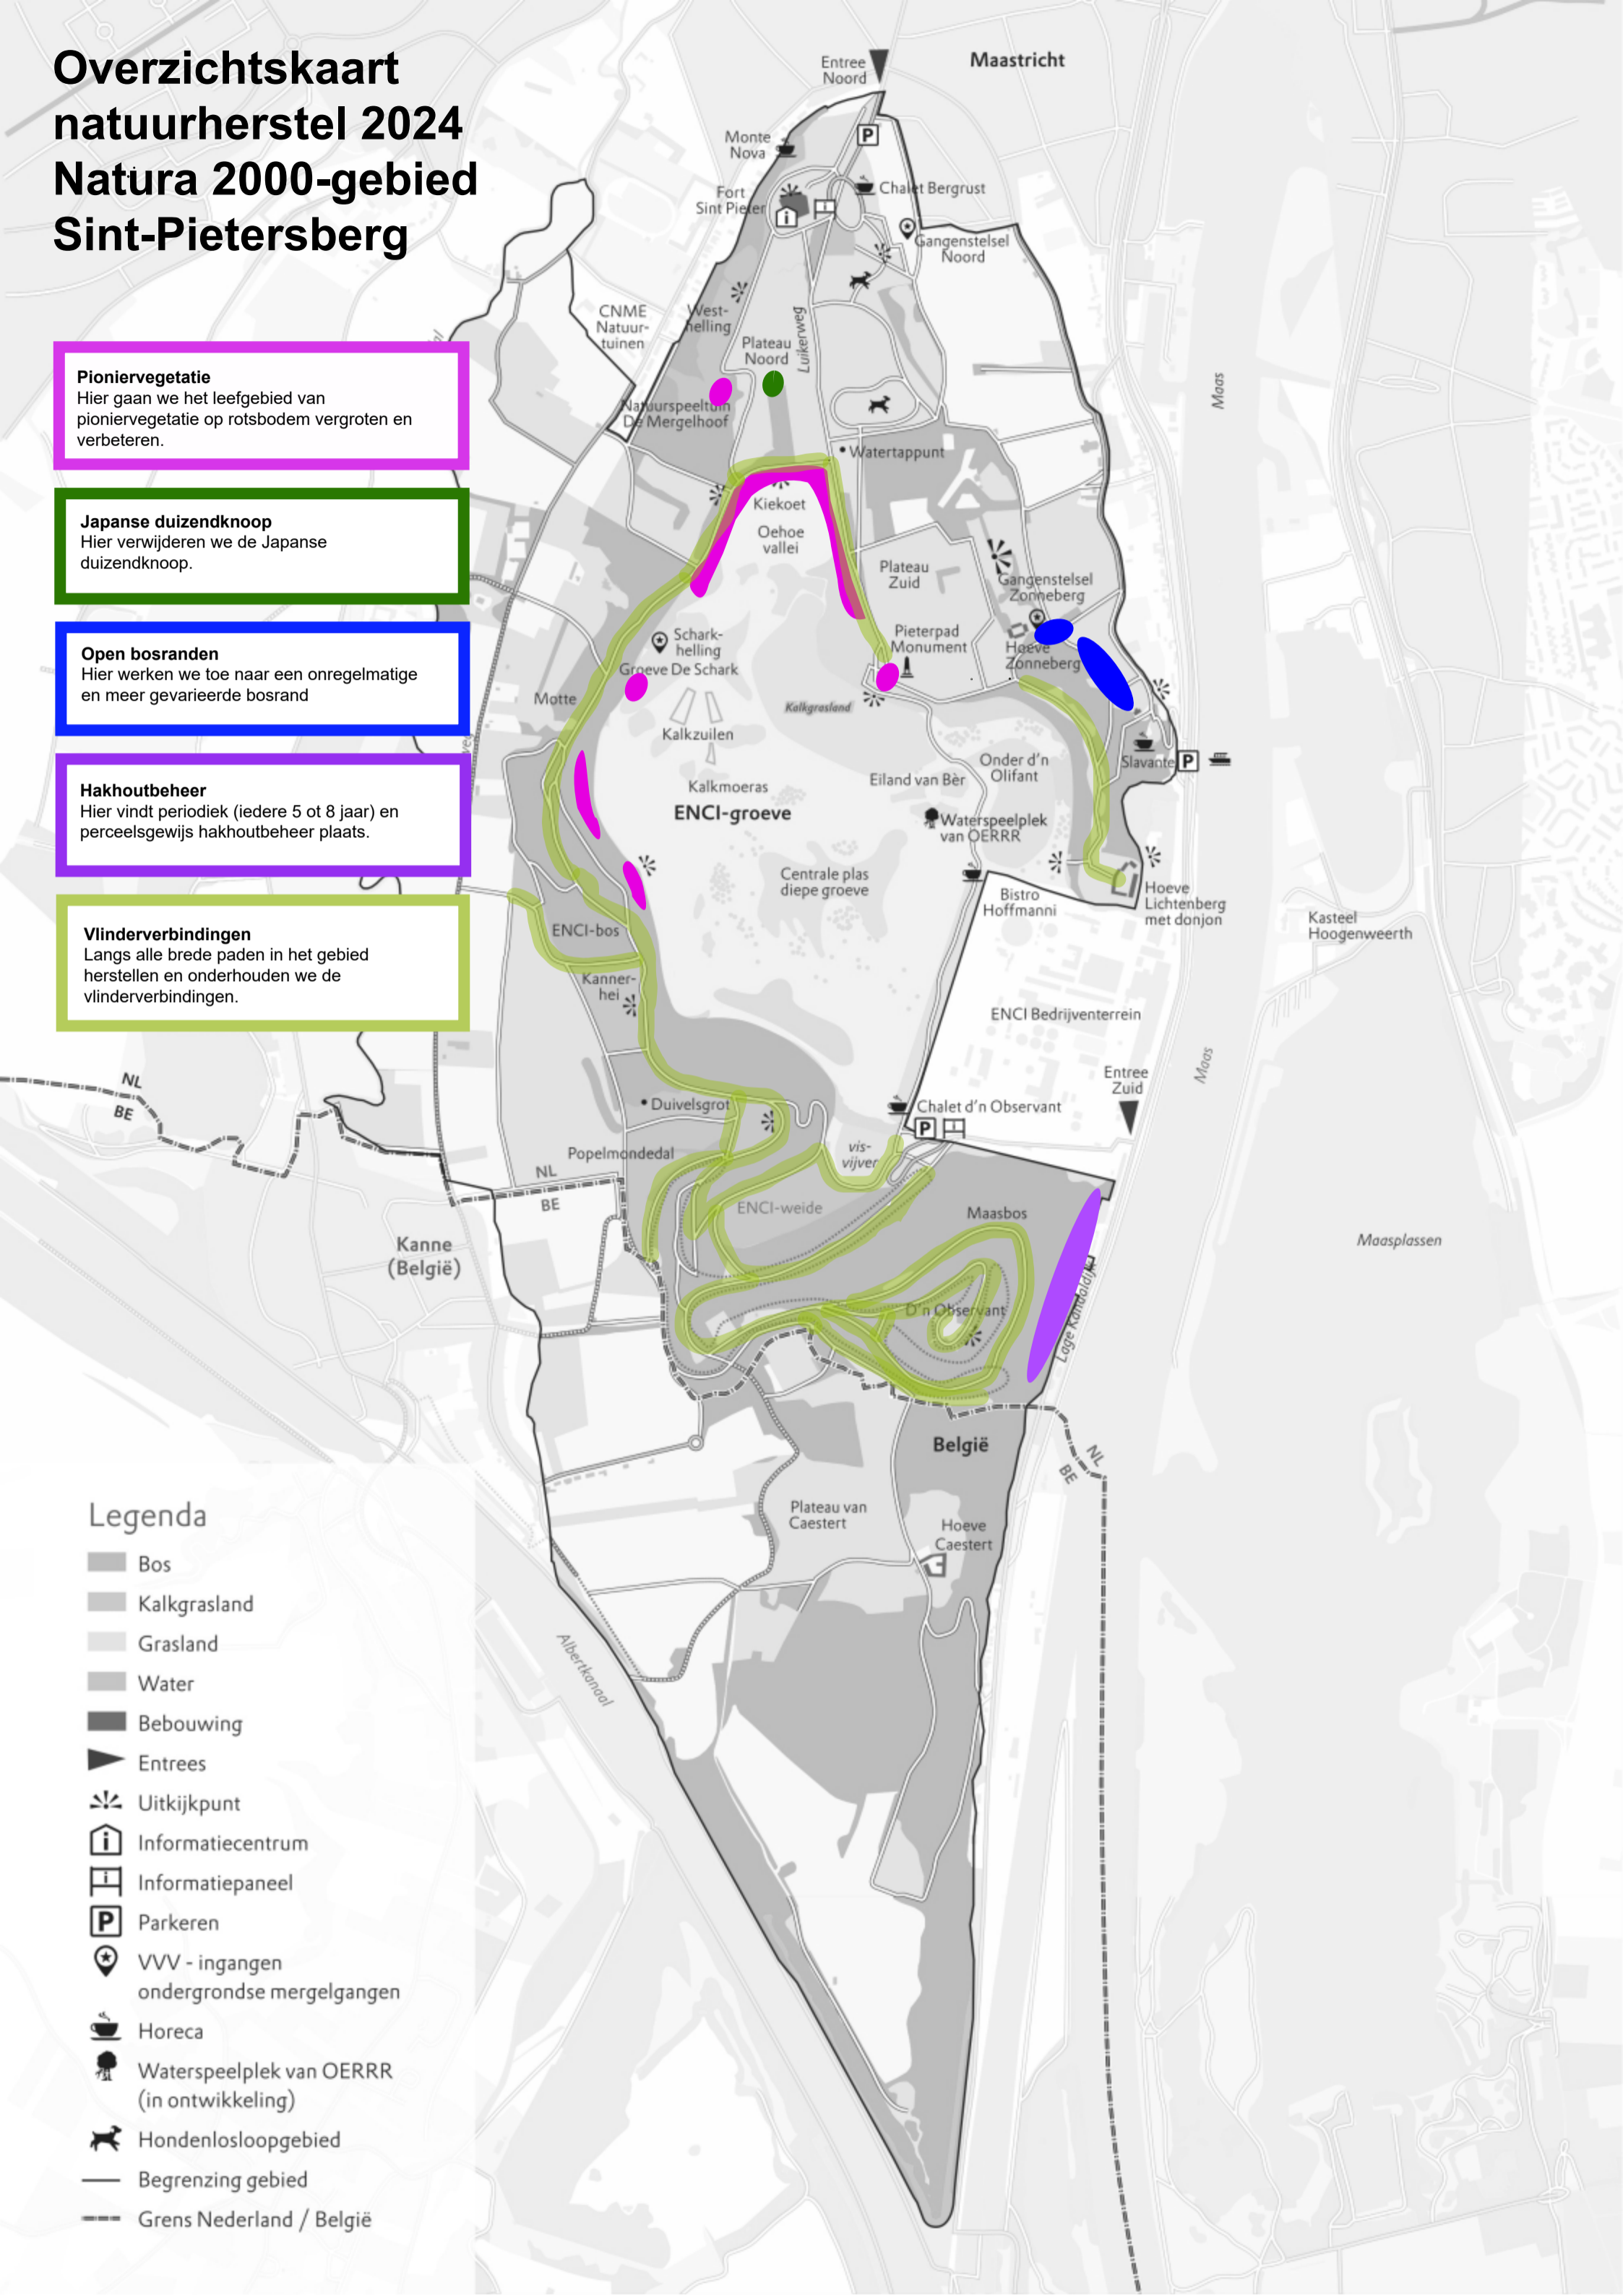 Overzichtskaart
natuurherstel 2024
Natura 2000-gebied
Sint-Pietersberg
Pioniervegetatie
Hier gaan we het leefgebied van
pioniervegetatie op rotsbodem vergroten en
verbeteren.
Japanse duizendknoop
Hier verwijderen we de Japanse
duizendknoop.
Open bosranden
Hier werken we toe naar een onregelmatige
en meer gevarieerde bosrand
Hakhoutbeheer
Hier vindt periodiek (iedere 5 ot 8 jaar) en
perceelsgewijs hakhoutbeheer plaats.
Vlinderverbindingen
Langs alle brede paden in het gebied
herstellen en onderhouden we de
vlinderverbindingen.
Entree
Noord
Maastricht
Monte
Nova
P
Fort
Sint Pieter
Chalet Bergrust
Gangenstelsel
Noord
CNME
Natuur-
tuinen
West-
helling
Luikerweg
Plateau
Noord
Maas
Natuurspeeltuin
De Mergelhoof
Watertappunt
Kiekoet
Oehoe
vallei
Plateau
Zuid
Gangenstelsel
Zonneberg
Schark-
helling
Groeve De Schark
Pieterpad
Monument
Hoeve
Zonneberg
Motte
Kalkgrasland
Kalkzuilen
Kalkmoeras
ENCI-groeve
Eiland van Bèr
Onder d'n
Olifant
Slavante
P
Waterspeelplek
van OERRR
Centrale plas
diepe groeve
Bistro
Hoffmanni
Hoeve
Lichtenberg
met donjon
Kasteel
Hoogenweerth
ENCI-bos
Kanner-
hei
ENCI Bedrijventerrein
Maas
Entree
Zuid
NL
BE
Duivelsgrot
Chalet d'n Observant
P
vis-
vijver
Popelmondedal
NL
BE
ENCI-weide
Maasbos
Kanne
(België)
Maasplassen
D'n Observant
Lage Kanaaldijk
België
NL
BE
Plateau van
Caestert
Hoeve
Caestert
Albertkanaal
Legenda
Bos
Kalkgrasland
Grasland
Water
Bebouwing
Entrees
Uitkijkpunt
i Informatiecentrum
i Informatiepaneel
P Parkeren
VVV - ingangen
ondergrondse mergelgangen
Horeca
Waterspeelplek van OERRR
(in ontwikkeling)
Hondenlosloopgebied
Begrenzing gebied
Grens Nederland / België